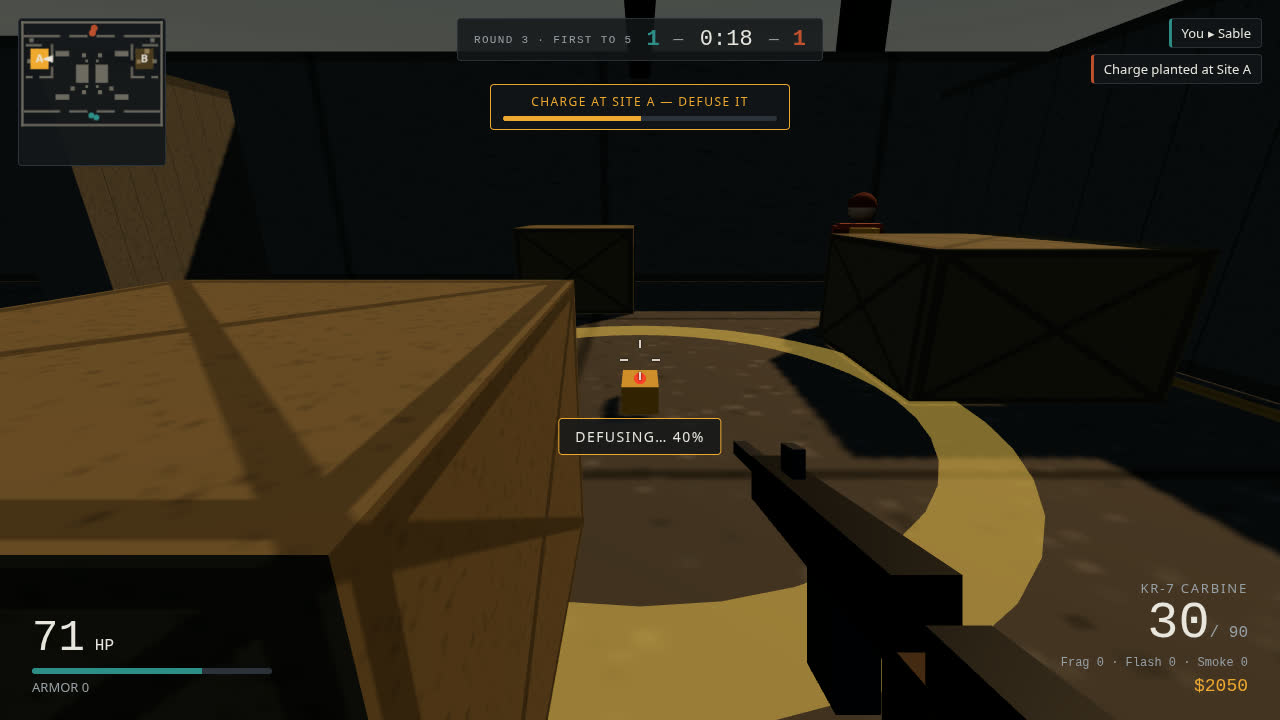 A
B
ROUND 3 · FIRST TO 5 1 — 0:18 — 1
You ▸ Sable
Charge planted at Site A
CHARGE AT SITE A — DEFUSE IT
DEFUSING… 40%
71 HP
ARMOR 0
KR-7 CARBINE
30 / 90
Frag 0 · Flash 0 · Smoke 0
$2050